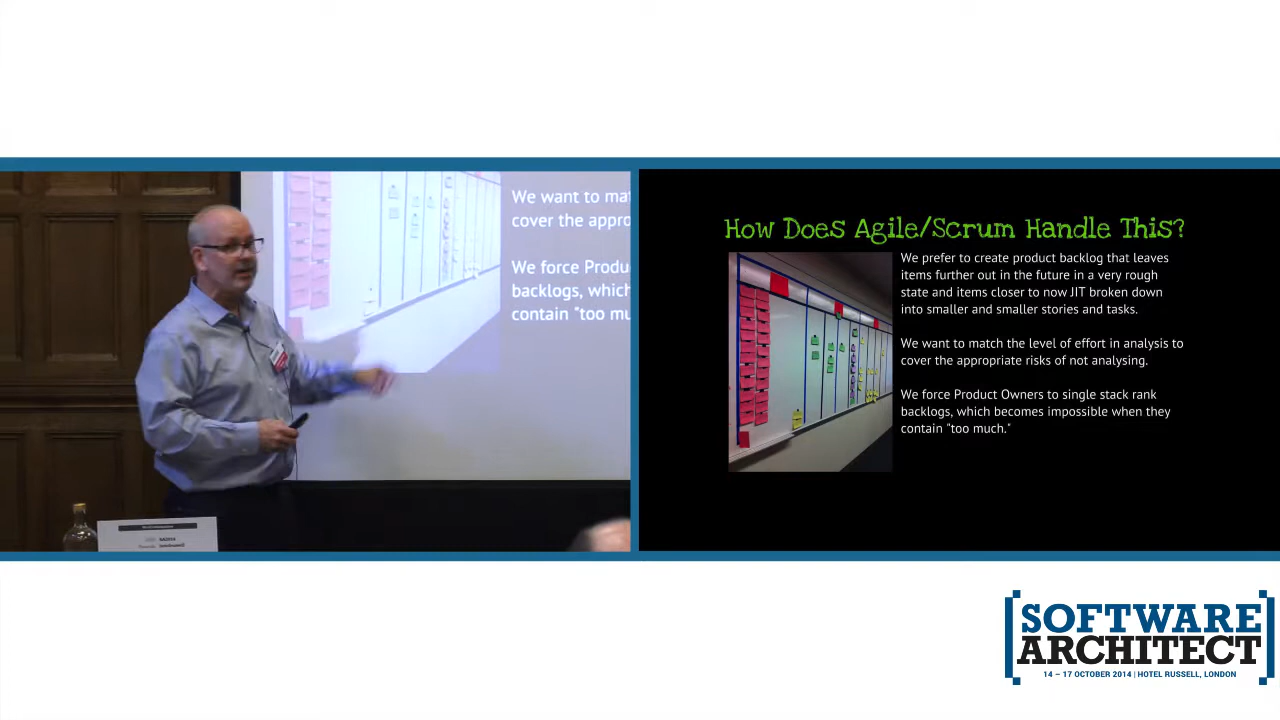 We want to mat
cover the appro
We force Produ
backlogs, which
contain "too mu
How Does Agile/Scrum Handle This?
We prefer to create product backlog that leaves
items further out in the future in a very rough
state and items closer to now JIT broken down
into smaller and smaller stories and tasks.
We want to match the level of effort in analysis to
cover the appropriate risks of not analysing.
We force Product Owners to single stack rank
backlogs, which becomes impossible when they
contain "too much."
[SOFTWARE
ARCHITECT]
14 – 17 OCTOBER 2014 | HOTEL RUSSELL, LONDON